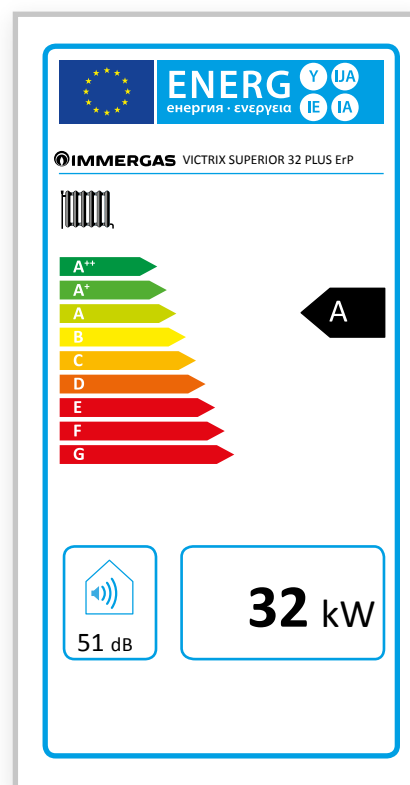 ENERG Y IJA
енергия · ενεργεια IE IA
IMMERGAS VICTRIX SUPERIOR 32 PLUS ErP
A++
A+
A
A
B
C
D
E
F
G
32 kW
51 dB